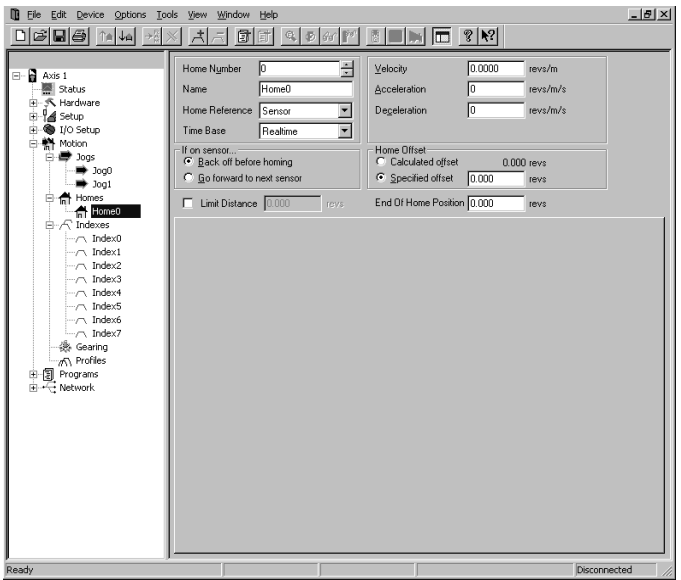 File Edit Device Options Tools View Window Help
Axis 1
Status
Hardware
Setup
I/O Setup
Motion
Jogs
Jog0
Jog1
Homes
Home0
Indexes
Index0
Index1
Index2
Index3
Index4
Index5
Index6
Index7
Gearing
Profiles
Programs
Network
Home Number 0
Name Home0
Home Reference Sensor
Time Base Realtime
Velocity 0.0000 revs/m
Acceleration 0 revs/m/s
Deceleration 0 revs/m/s
If on sensor...
Back off before homing
Go forward to next sensor
Home Offset
Calculated offset 0.000 revs
Specified offset 0.000 revs
Limit Distance 0.000 revs
End Of Home Position 0.000 revs
Ready
Disconnected